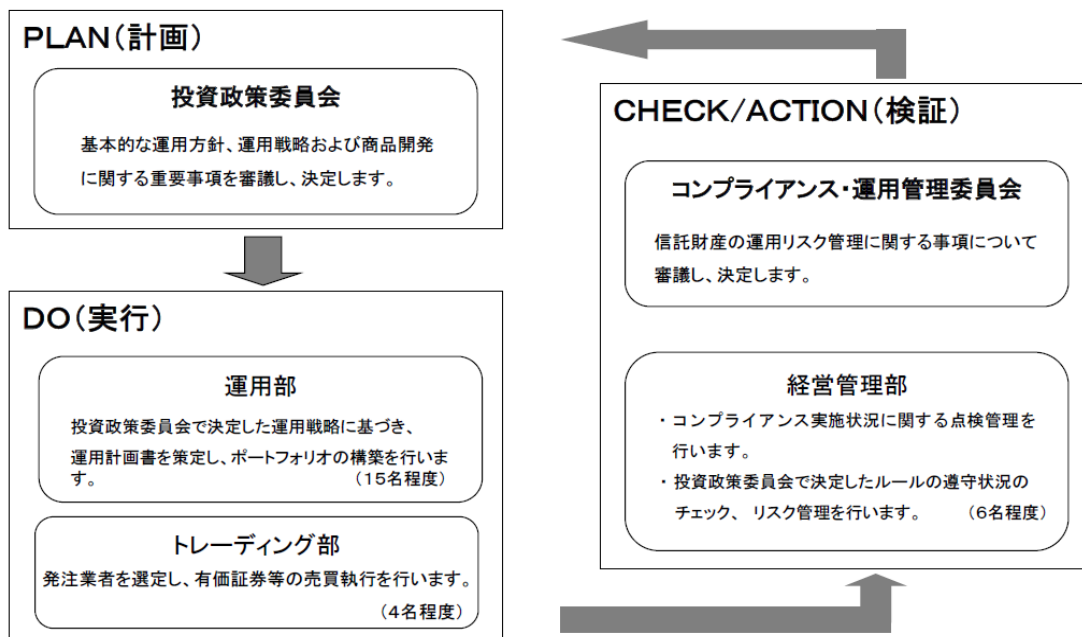 PLAN(計画)
投資政策委員会
基本的な運用方針、運用戦略および商品開発
に関する重要事項を審議し、決定します。
DO(実行)
運用部
投資政策委員会で決定した運用戦略に基づき、
運用計画書を策定し、ポートフォリオの構築を行いま
す。 (15名程度)
トレーディング部
発注業者を選定し、有価証券等の売買執行を行います。
(4名程度)
CHECK/ACTION(検証)
コンプライアンス・運用管理委員会
信託財産の運用リスク管理に関する事項について
審議し、決定します。
経営管理部
・コンプライアンス実施状況に関する点検管理を
行います。
・投資政策委員会で決定したルールの遵守状況の
チェック、 リスク管理を行います。 (6名程度)